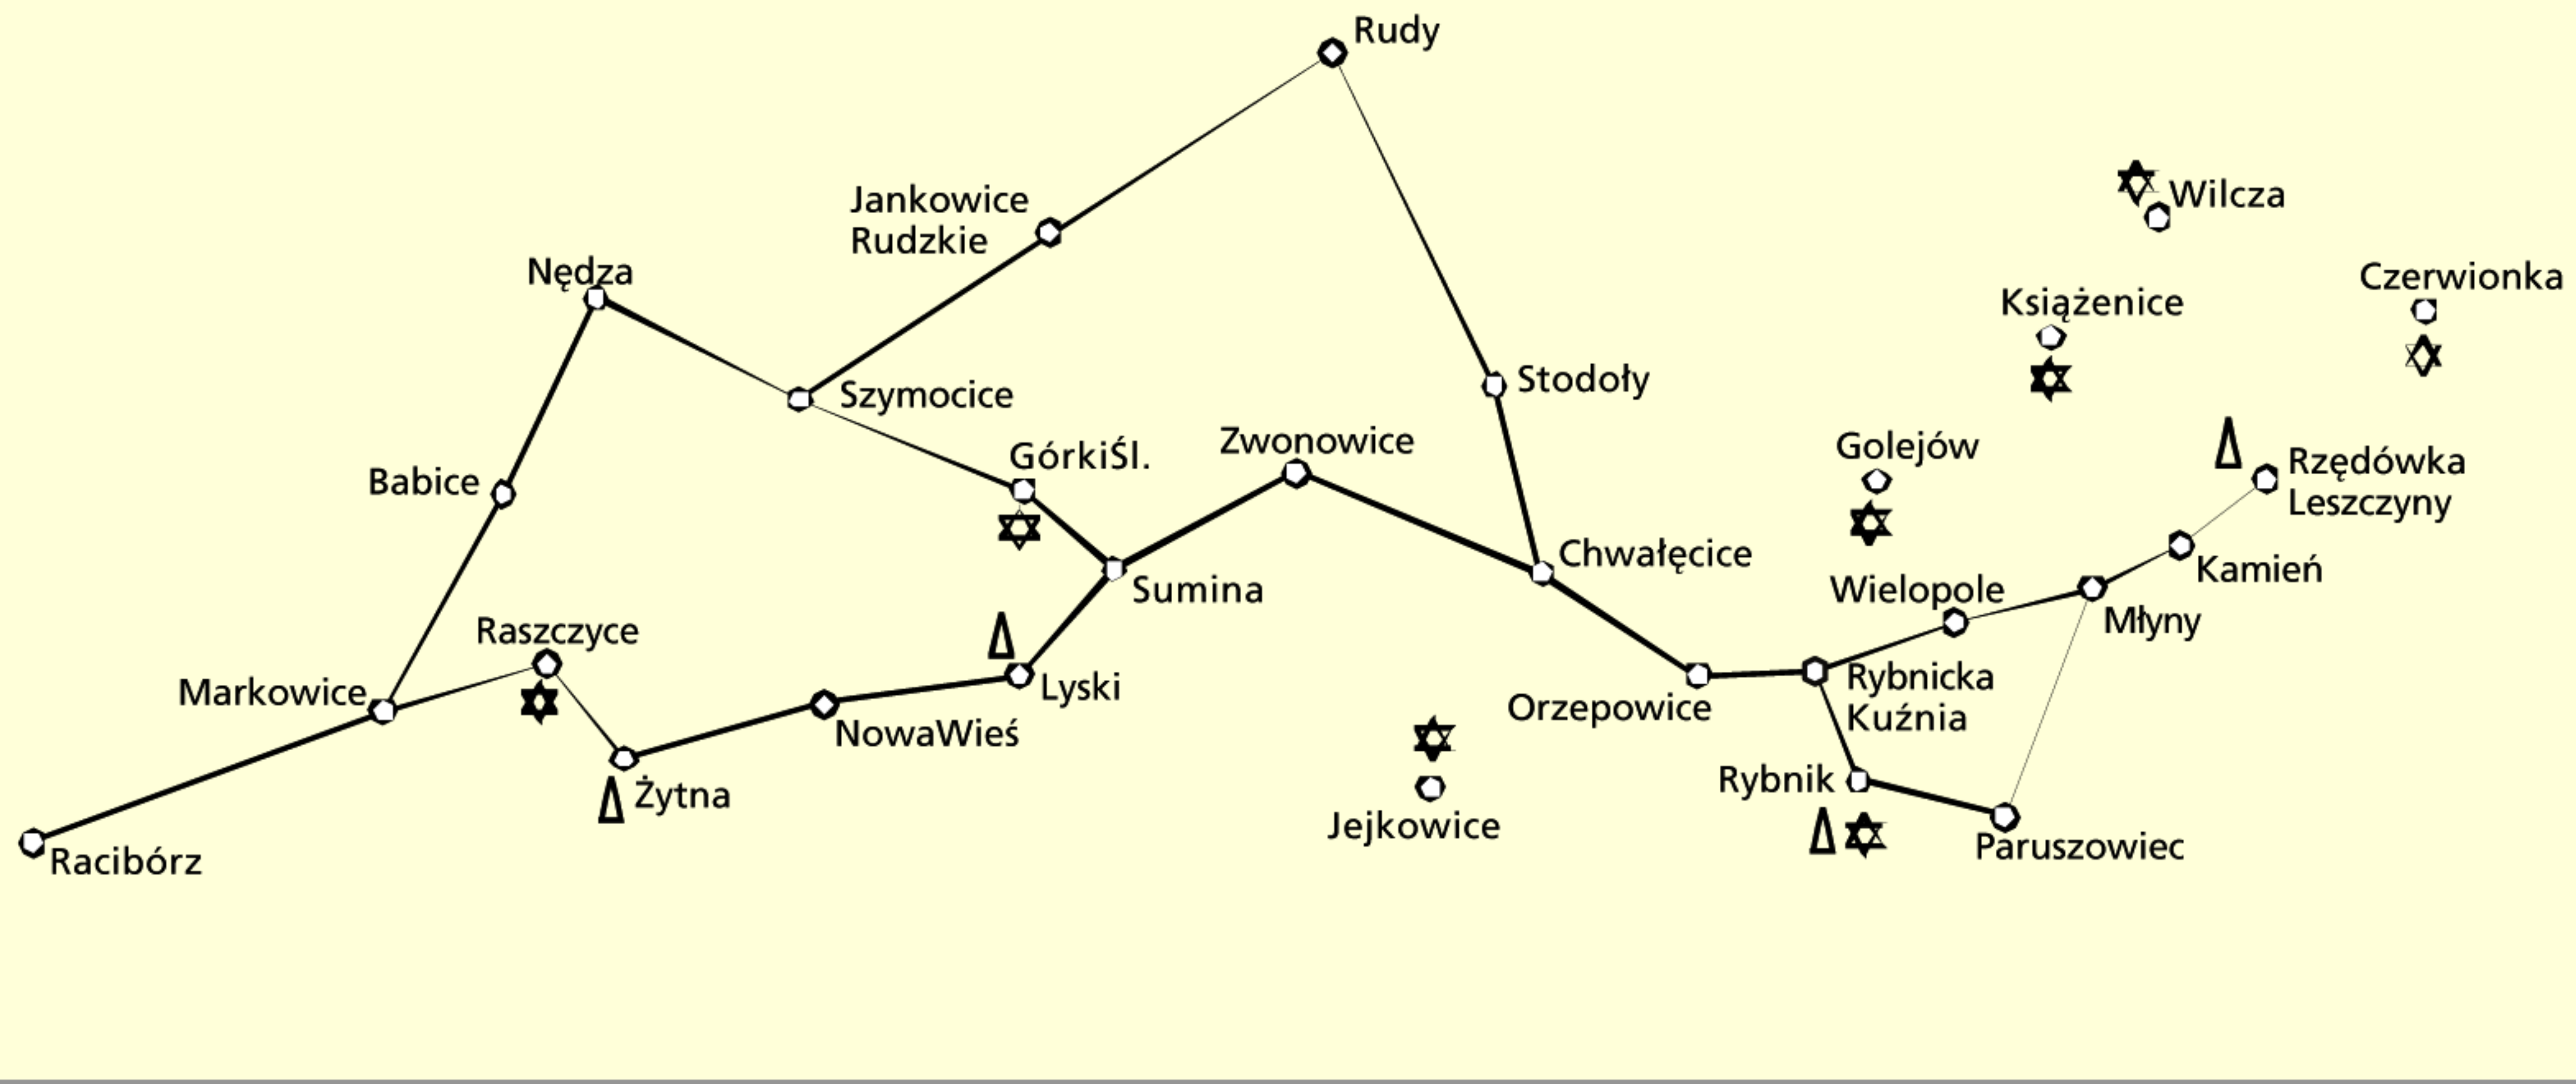 Rudy
Wilcza
Jankowice
Rudzkie
Nędza
Czerwionka
Książenice
Szymocice
Stodoły
Zwonowice
GórkiŚl.
Golejów
Rzędówka
Leszczyny
Babice
Chwałęcice
Kamień
Sumina
Wielopole
Młyny
Raszczyce
Markowice
Lyski
Rybnicka
Kuźnia
Orzepowice
NowaWieś
Rybnik
Żytna
Jejkowice
Paruszowiec
Racibórz